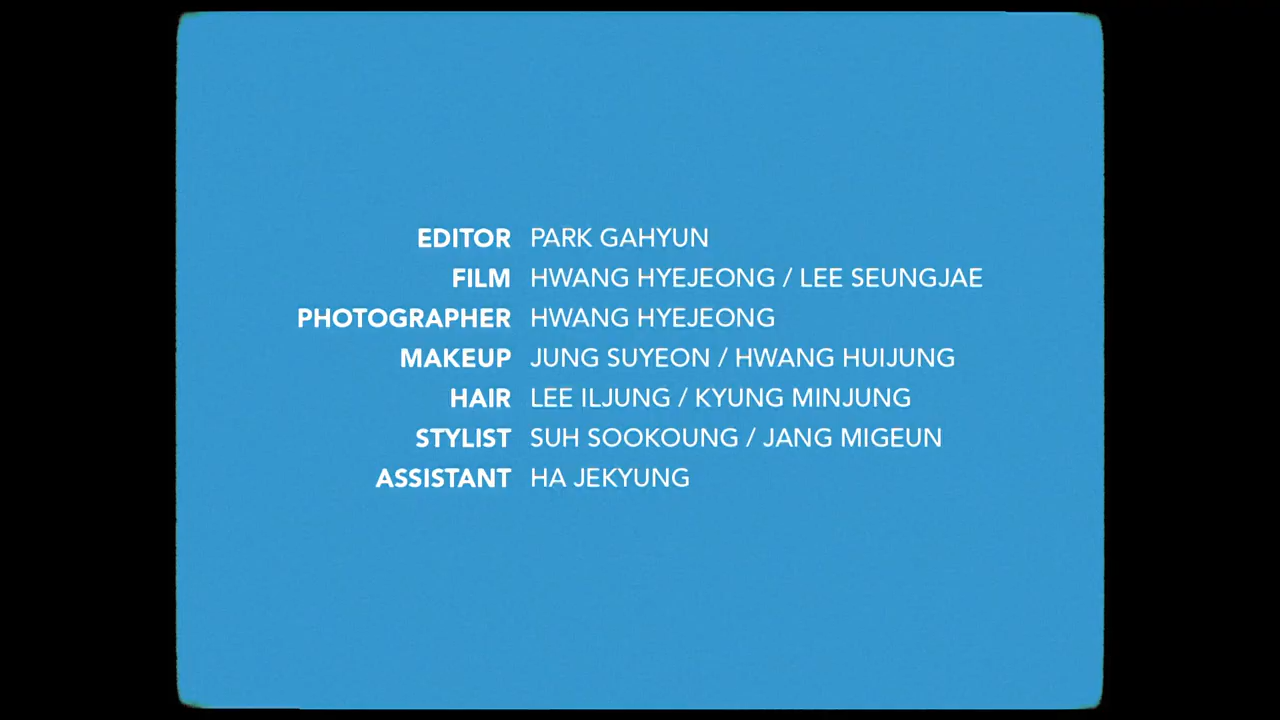 EDITOR PARK GAHYUN
FILM HWANG HYEJEONG / LEE SEUNGJAE
PHOTOGRAPHER HWANG HYEJEONG
MAKEUP JUNG SUYEON / HWANG HUIJUNG
HAIR LEE ILJUNG / KYUNG MINJUNG
STYLIST SUH SOOKOUNG / JANG MIGEUN
ASSISTANT HA JEKYUNG